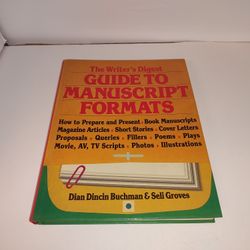 The Writer's Digest
GUIDE TO
MANUSCRIPT
FORMATS
How to Prepare and Present • Book Manuscripts
Magazine Articles • Short Stories • Cover Letters
Proposals • Queries • Fillers • Poems • Plays
Movie, AV, TV Scripts • Photos • Illustrations
Dian Dincin Buchman & Seli Groves